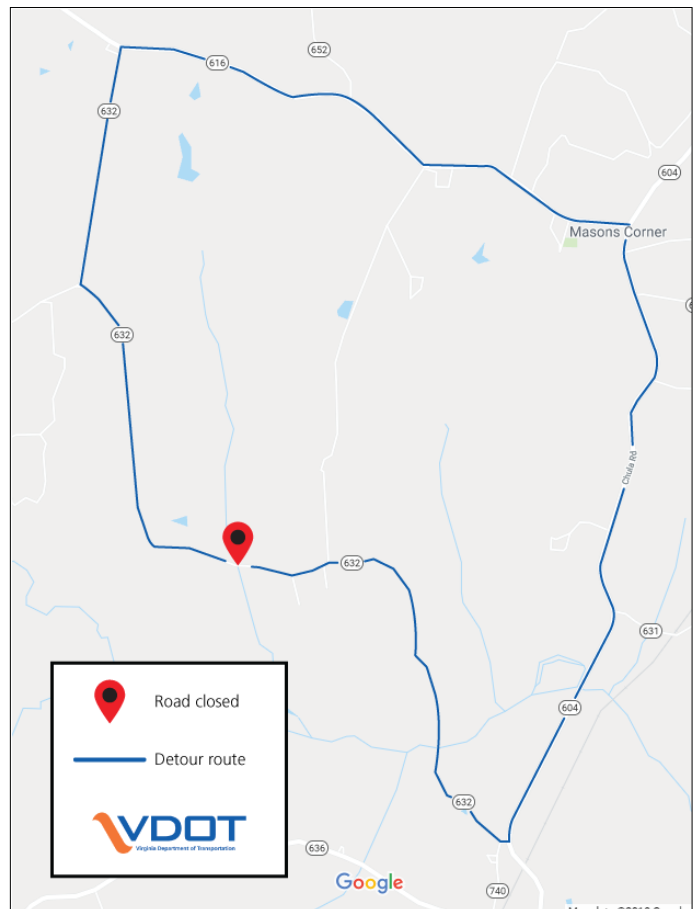 652
616
632
604
Masons Corner
632
Chula Rd
632
631
604
632
636
740
Google
Road closed
Detour route
VDOT
Virginia Department of Transportation